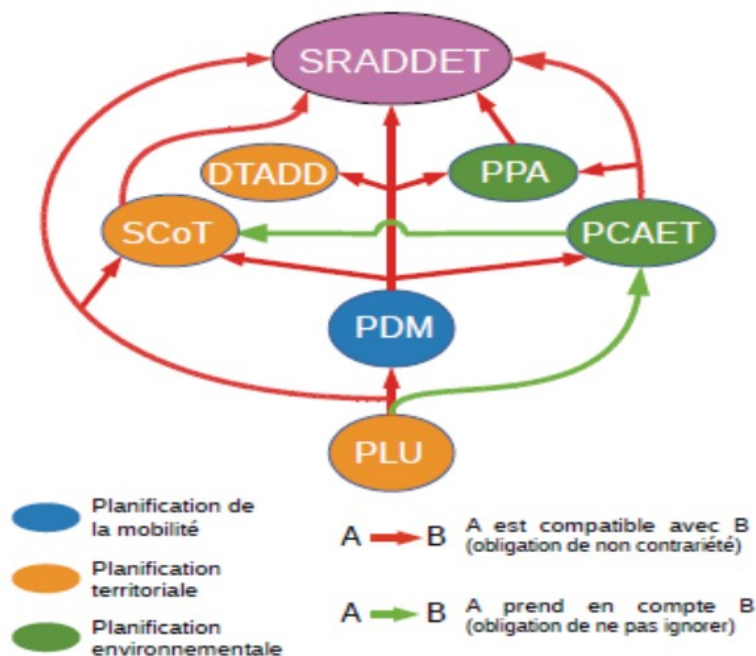 SRADDET
DTADD
PPA
SCoT
PCAET
PDM
PLU
Planification de
la mobilité
Planification
territoriale
Planification
environnementale
A B A est compatible avec B
(obligation de non contrariété)
A B A prend en compte B
(obligation de ne pas ignorer)